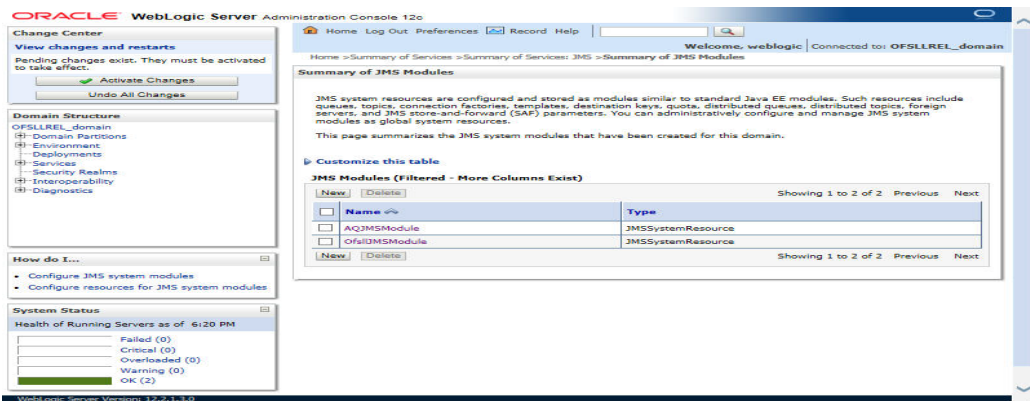 ORACLE WebLogic Server Administration Console 12c
Change Center
View changes and restarts
Pending changes exist. They must be activated
to take effect.
Activate Changes
Undo All Changes
Domain Structure
OFSLLREL_domain
Domain Partitions
Environment
Deployments
Services
Security Realms
Interoperability
Diagnostics
How do I...
Configure JMS system modules
Configure resources for JMS system modules
System Status
Health of Running Servers as of 6:20 PM
Failed (0)
Critical (0)
Overloaded (0)
Warning (0)
OK (2)
Home Log Out Preferences Record Help
Welcome, weblogic Connected to: OFSLLREL_domain
Home >Summary of Services >Summary of Services: JMS >Summary of JMS Modules
Summary of JMS Modules
JMS system resources are configured and stored as modules similar to standard Java EE modules. Such resources include
queues, topics, connection factories, templates, destination keys, quota, distributed queues, distributed topics, foreign
servers, and JMS store-and-forward (SAF) parameters. You can administratively configure and manage JMS system
modules as global system resources.
This page summarizes the JMS system modules that have been created for this domain.
Customize this table
JMS Modules (Filtered - More Columns Exist)
New Delete Showing 1 to 2 of 2 Previous Next
Name Type
AQJMSModule JMSSystemResource
OfsllJMSModule JMSSystemResource
New Delete Showing 1 to 2 of 2 Previous Next
WebLogic Server Version: 12.2.1.3.0